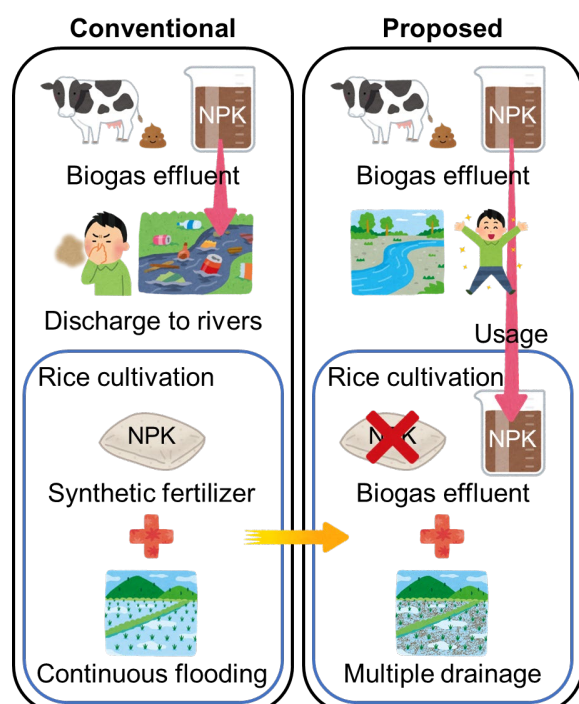 Conventional
NPK
Biogas effluent
Discharge to rivers
Rice cultivation
NPK
Synthetic fertilizer
Continuous flooding
Proposed
NPK
Biogas effluent
Usage
Rice cultivation
NPK
NPK
Biogas effluent
Multiple drainage